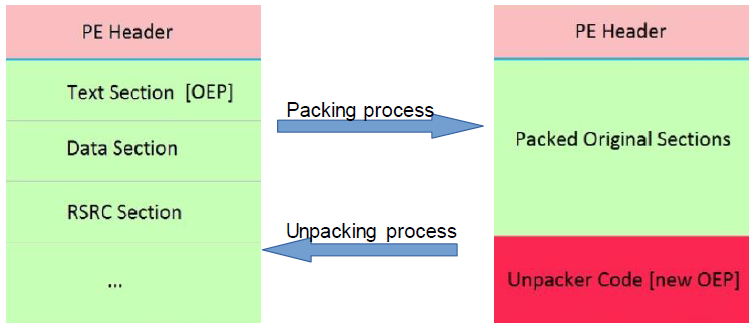 PE Header
Text Section [OEP]
Data Section
RSRC Section
...
Packing process
Unpacking process
PE Header
Packed Original Sections
Unpacker Code [new OEP]